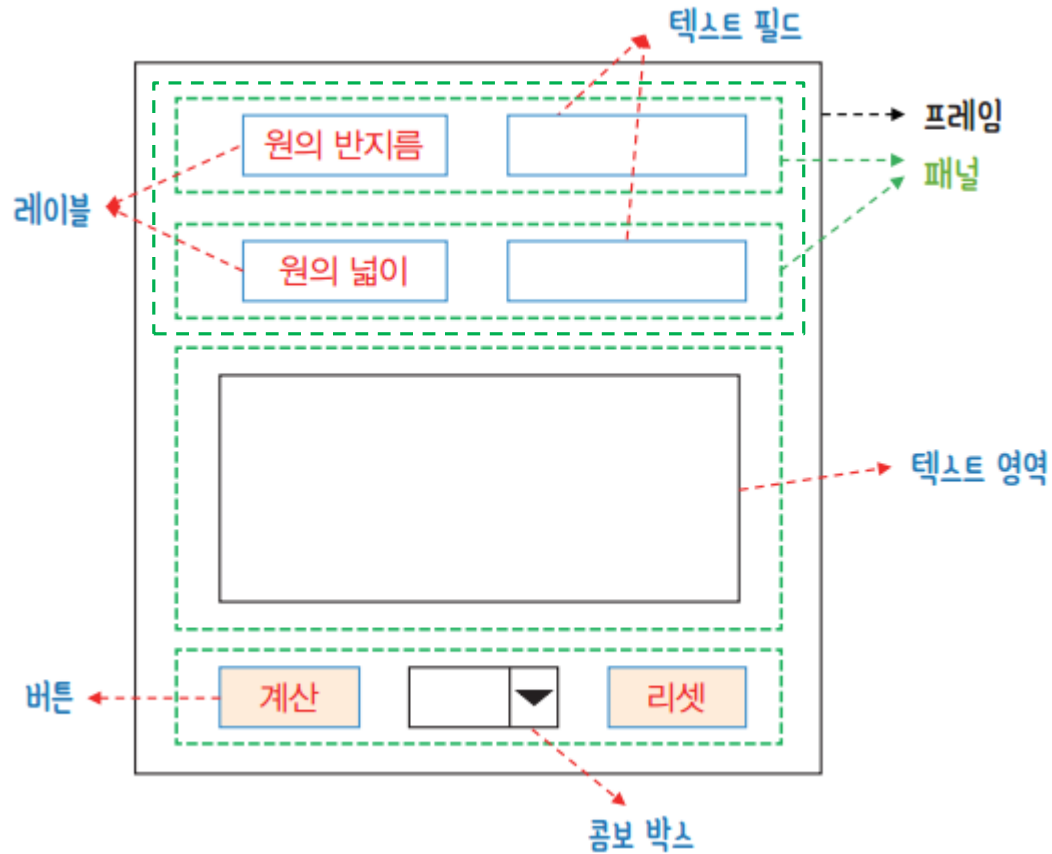 텍스트 필드
프레임
원의 반지름
패널
레이블
원의 넓이
텍스트 영역
버튼
계산
리셋
콤보 박스